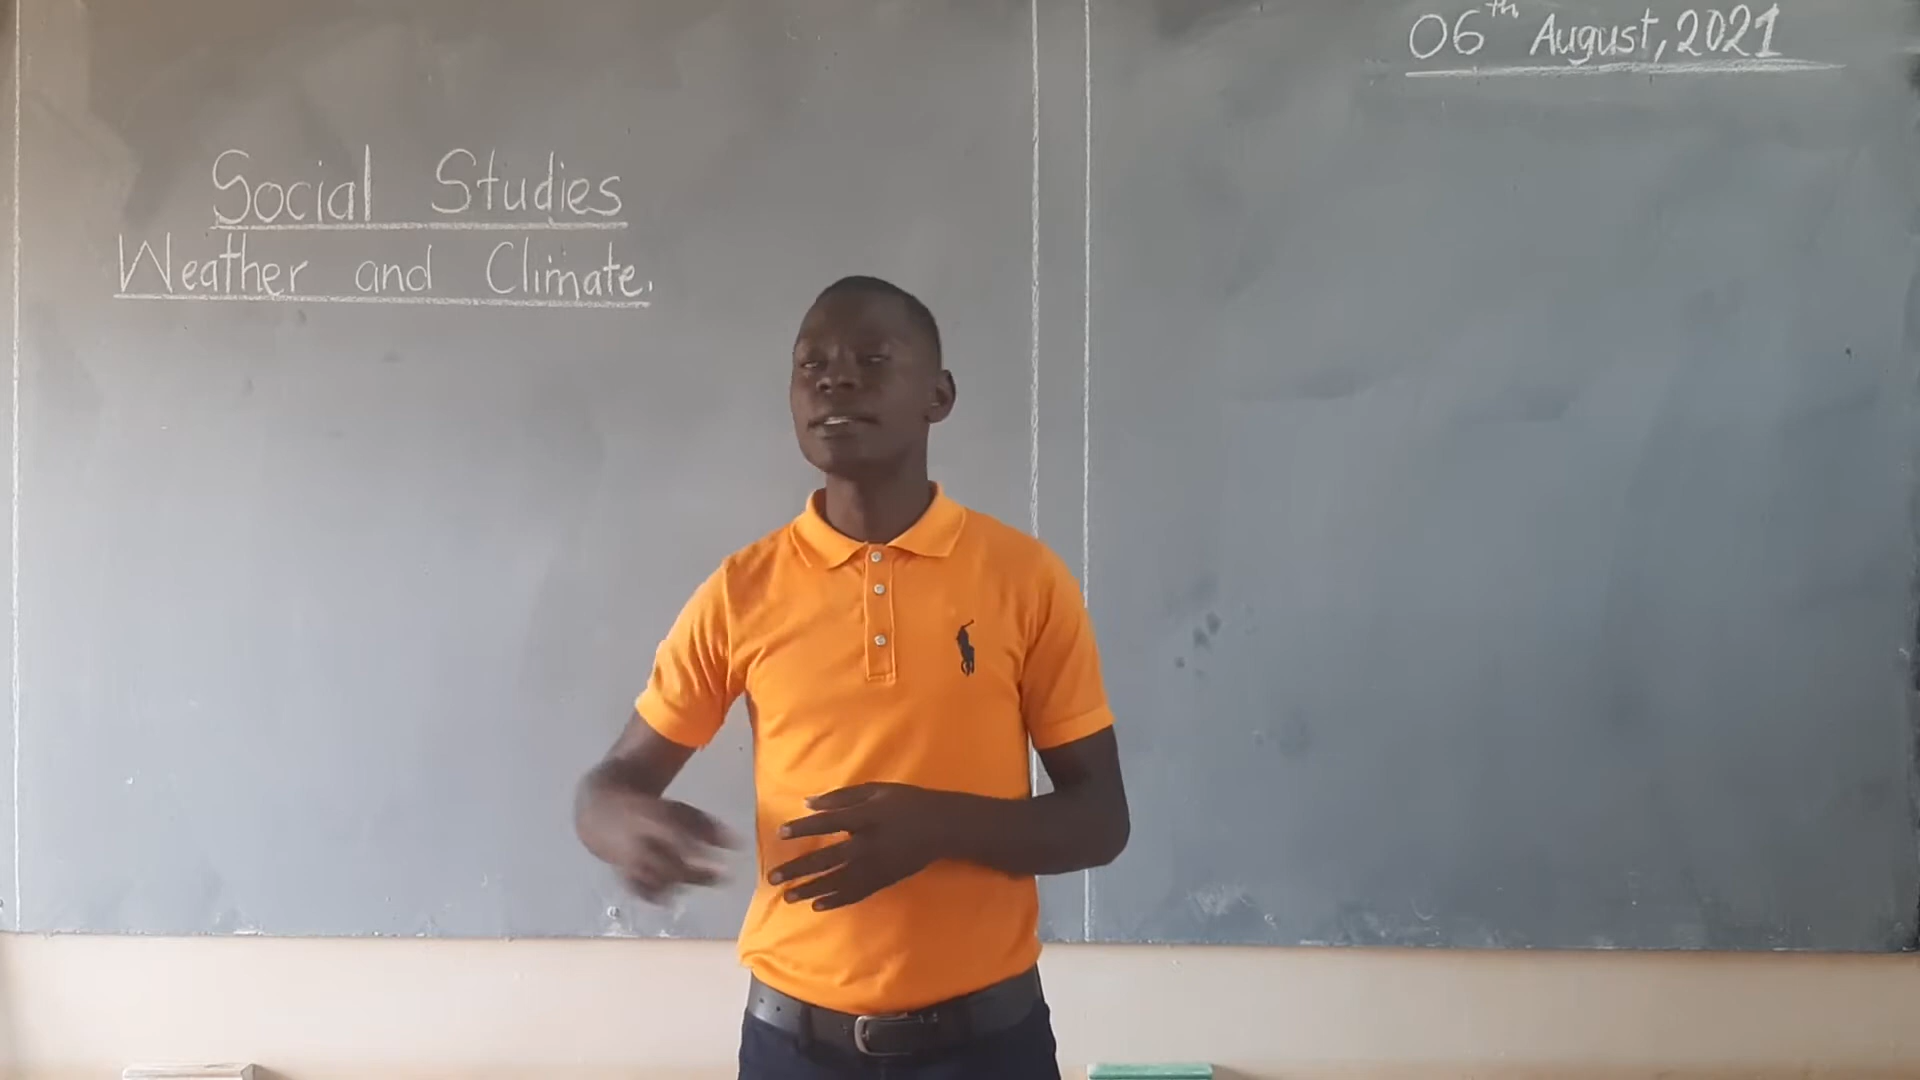 06th August, 2021
Social Studies
Weather and Climate.